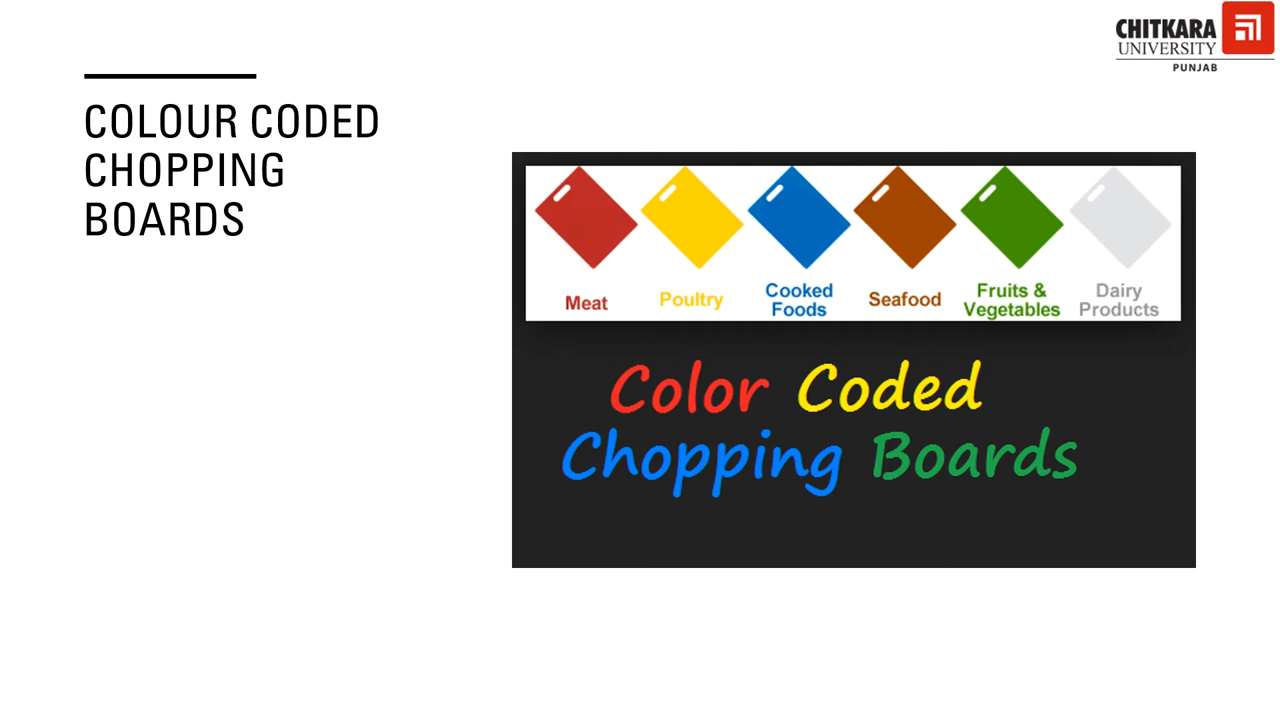 CHITKARA
UNIVERSITY
PUNJAB
COLOUR CODED
CHOPPING
BOARDS
Meat
Poultry
Cooked
Foods
Seafood
Fruits &
Vegetables
Dairy
Products
Color Coded
Chopping Boards